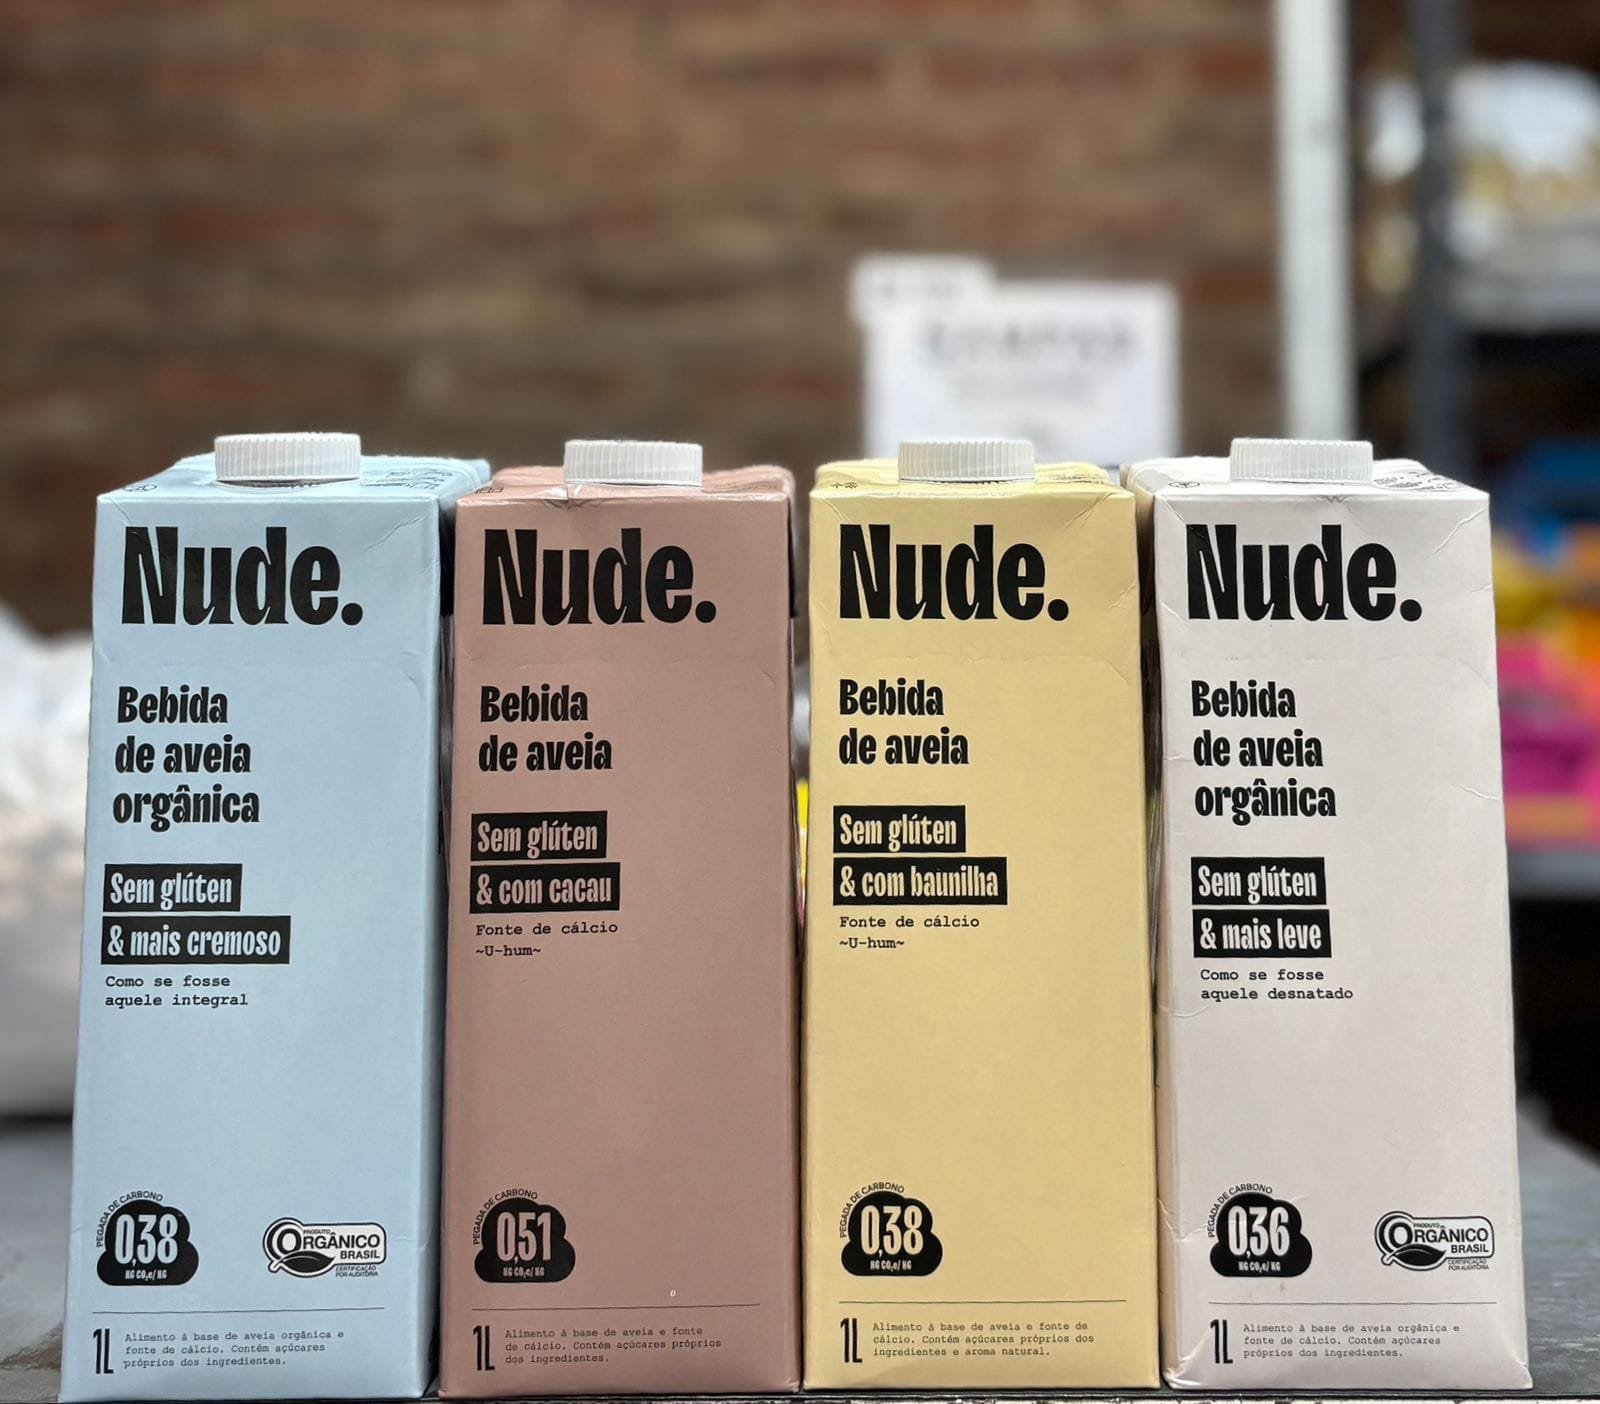 Nude.
Bebida
de aveia
orgânica
Sem glúten
& mais cremoso
Como se fosse
aquele integral
PEGADA DE CARBONO
0,38
KG CO₂e/ KG
PRODUTO
ORGÂNICO
BRASIL
CERTIFICAÇÃO
POR AUDITORIA
1L
Alimento à base de aveia orgânica e
fonte de cálcio. Contém açúcares
próprios dos ingredientes.
Nude.
Bebida
de aveia
Sem glúten
& com cacau
Fonte de cálcio
~U-hum~
PEGADA DE CARBONO
0,51
KG CO₂e/ KG
1L
Alimento à base de aveia e fonte
de cálcio. Contém açúcares próprios
dos ingredientes.
Nude.
Bebida
de aveia
Sem glúten
& com baunilha
Fonte de cálcio
~U-hum~
PEGADA DE CARBONO
0,38
KG CO₂e/ KG
1L
Alimento à base de aveia e fonte de
cálcio. Contém açúcares próprios dos
ingredientes e aroma natural.
Nude.
Bebida
de aveia
orgânica
Sem glúten
& mais leve
Como se fosse
aquele desnatado
PEGADA DE CARBONO
0,36
KG CO₂e/ KG
PRODUTO
ORGÂNICO
BRASIL
CERTIFICAÇÃO
POR AUDITORIA
1L
Alimento à base de aveia orgânica e
fonte de cálcio. Contém açúcares
próprios dos ingredientes.